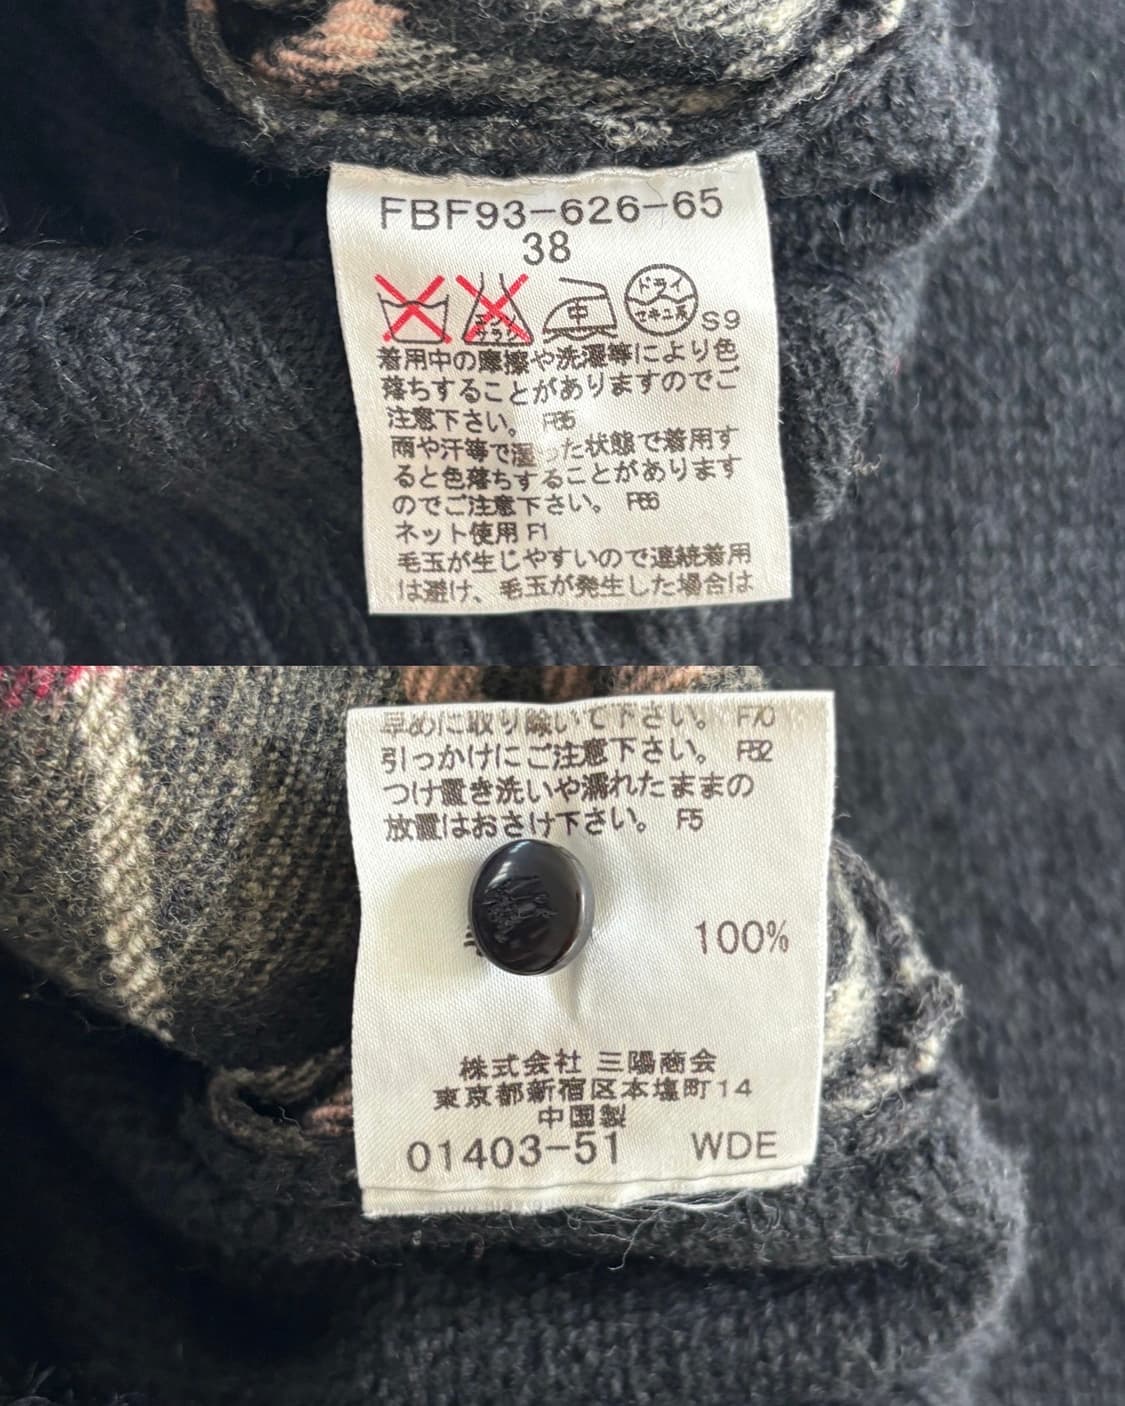 FBF93-626-65
38
エンソ
サラシ
中
ドライ
セキユ系
S9
着用中の摩擦や洗濯等により色
落ちすることがありますのでご
注意下さい。 F85
雨や汗等で湿った状態で着用す
ると色落ちすることがあります
のでご注意下さい。 F86
ネット使用 F1
毛玉が生じやすいので連続着用
は避け、毛玉が発生した場合は
早めに取り除いて下さい。 F70
引っかけにご注意下さい。 F82
つけ置き洗いや濡れたままの
放置はおさけ下さい。 F5
100%
株式会社 三陽商会
東京都新宿区本塩町14
中国製
01403-51 WDE